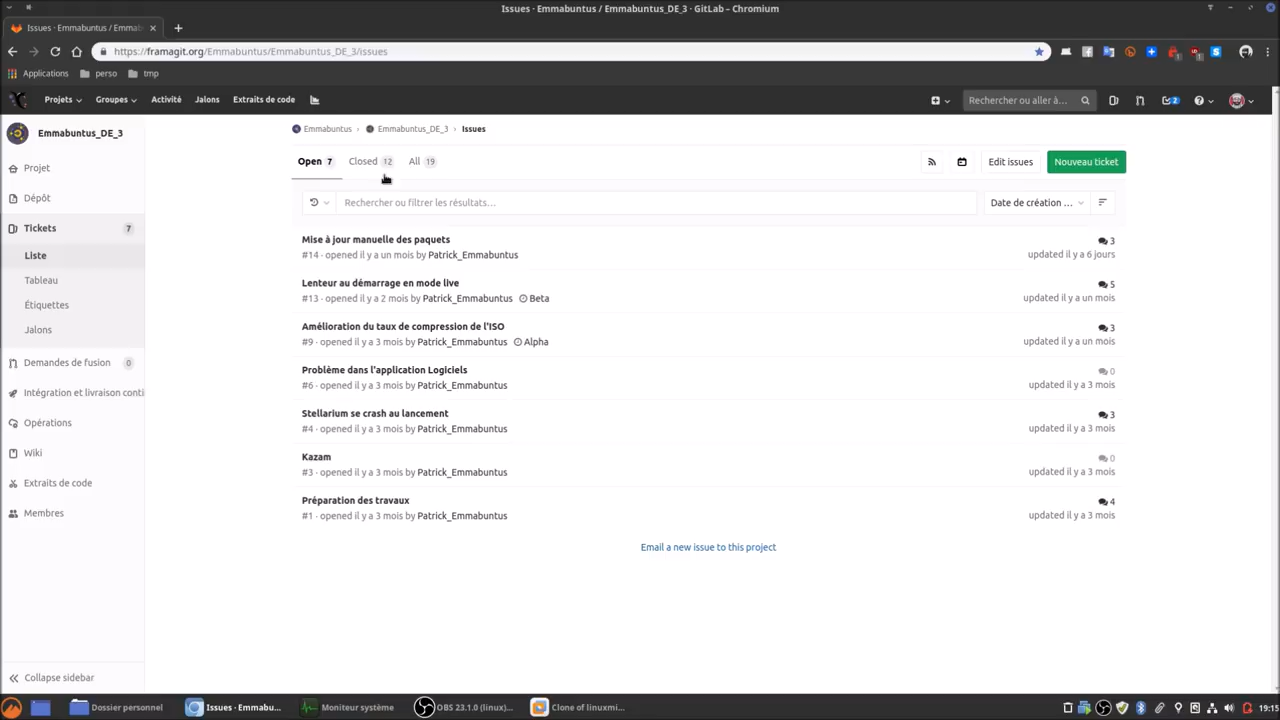 Issues · Emmabuntus / Emmabuntus_DE_3 · GitLab – Chromium
Issues · Emmabuntus / Emmab
https://framagit.org/Emmabuntus/Emmabuntus_DE_3/issues
Applications perso tmp
Projets Groupes Activité Jalons Extraits de code Rechercher ou aller à… 2
Emmabuntus_DE_3
Projet
Dépôt
Tickets 7
Liste
Tableau
Étiquettes
Jalons
Demandes de fusion 0
Intégration et livraison conti
Opérations
Wiki
Extraits de code
Membres
Collapse sidebar
Emmabuntus › Emmabuntus_DE_3 › Issues
Open 7 Closed 12 All 19 Edit issues Nouveau ticket
Rechercher ou filtrer les résultats… Date de création …
Mise à jour manuelle des paquets 3
#14 · opened il y a un mois by Patrick_Emmabuntus updated il y a 6 jours
Lenteur au démarrage en mode live 5
#13 · opened il y a 2 mois by Patrick_Emmabuntus Beta updated il y a un mois
Amélioration du taux de compression de l'ISO 3
#9 · opened il y a 3 mois by Patrick_Emmabuntus Alpha updated il y a un mois
Problème dans l'application Logiciels 0
#6 · opened il y a 3 mois by Patrick_Emmabuntus updated il y a 3 mois
Stellarium se crash au lancement 3
#4 · opened il y a 3 mois by Patrick_Emmabuntus updated il y a 3 mois
Kazam 0
#3 · opened il y a 3 mois by Patrick_Emmabuntus updated il y a 3 mois
Préparation des travaux 4
#1 · opened il y a 3 mois by Patrick_Emmabuntus updated il y a 3 mois
Email a new issue to this project
Dossier personnel Issues · Emmabu... Moniteur système OBS 23.1.0 (linux)... Clone of linuxmi... 19:15